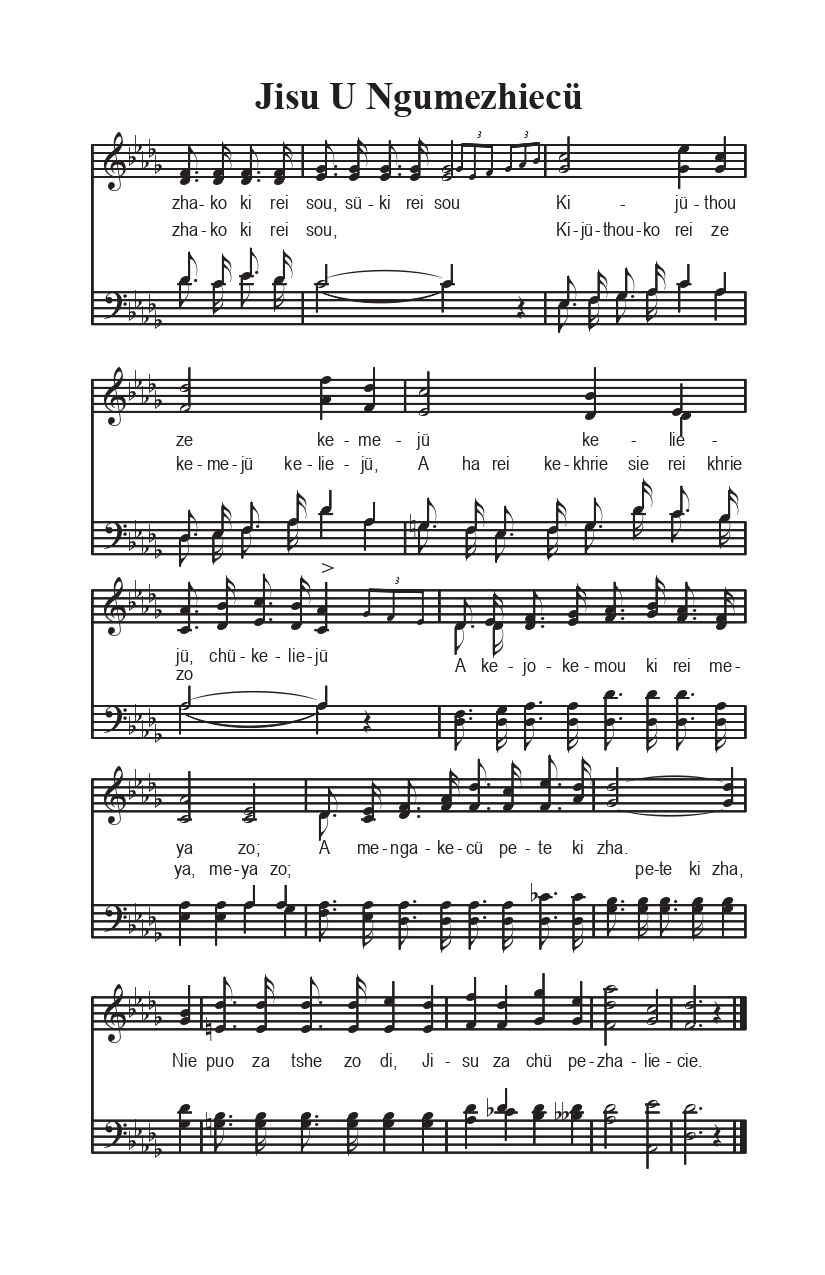 Jisu U Ngumezhiecü
3 3
zha- ko ki rei sou, sü - ki rei sou Ki - jü - thou
zha- ko ki rei sou, Ki - jü - thou - ko rei ze
ze ke - me - jü ke - lie -
ke - me - jü ke - lie - jü, A ha rei ke - khrie sie rei khrie
3
jü, chü - ke - lie - jü
zo
A ke - jo - ke - mou ki rei me -
ya zo; A me - nga - ke - cü pe - te ki zha.
ya, me - ya zo; pe - te ki zha,
Nie puo za tshe zo di, Ji - su za chü pe - zha - lie - cie.